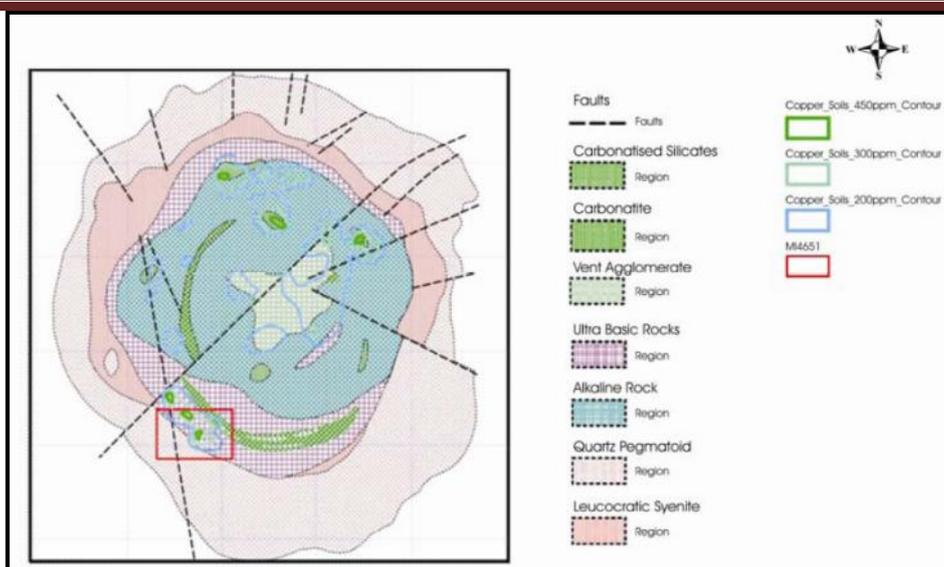 N
W E
S
Faults
Faults
Carbonatised Silicates
Region
Carbonatite
Region
Vent Agglomerate
Region
Ultra Basic Rocks
Region
Alkaline Rock
Region
Quartz Pegmatoid
Region
Leucocratic Syenite
Region
Copper_Soils_450ppm_Contour
Copper_Soils_300ppm_Contour
Copper_Soils_200ppm_Contour
MI4651